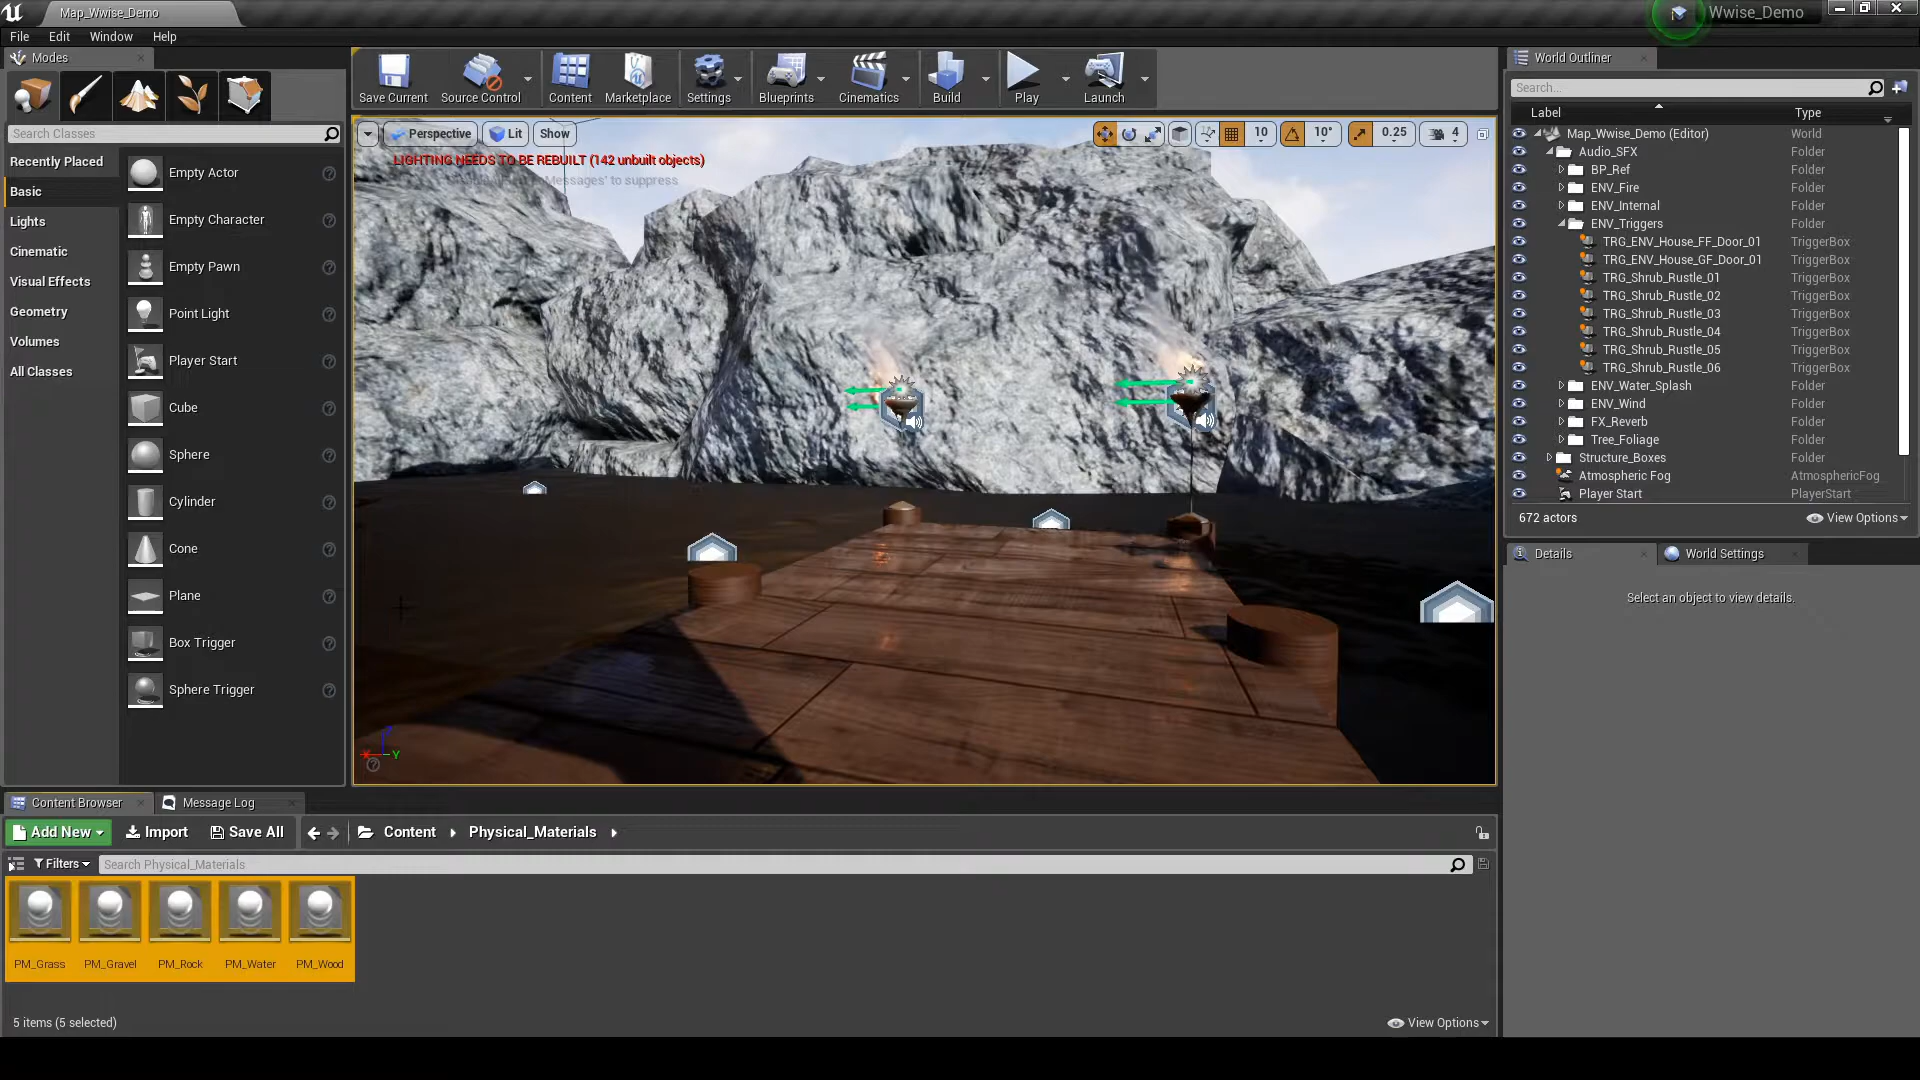 Map_Wwise_Demo
Wwise_Demo
File Edit Window Help
Modes
Search Classes
Recently Placed
Basic
Lights
Cinematic
Visual Effects
Geometry
Volumes
All Classes
Empty Actor
Empty Character
Empty Pawn
Point Light
Player Start
Cube
Sphere
Cylinder
Cone
Plane
Box Trigger
Sphere Trigger
Save Current Source Control Content Marketplace Settings Blueprints Cinematics Build Play Launch
Perspective Lit Show
10 10° 0.25 4
LIGHTING NEEDS TO BE REBUILT (142 unbuilt objects)
Messages' to suppress
X Y
World Outliner
Search...
Label Type
Map_Wwise_Demo (Editor) World
Audio_SFX Folder
BP_Ref Folder
ENV_Fire Folder
ENV_Internal Folder
ENV_Triggers Folder
TRG_ENV_House_FF_Door_01 TriggerBox
TRG_ENV_House_GF_Door_01 TriggerBox
TRG_Shrub_Rustle_01 TriggerBox
TRG_Shrub_Rustle_02 TriggerBox
TRG_Shrub_Rustle_03 TriggerBox
TRG_Shrub_Rustle_04 TriggerBox
TRG_Shrub_Rustle_05 TriggerBox
TRG_Shrub_Rustle_06 TriggerBox
ENV_Water_Splash Folder
ENV_Wind Folder
FX_Reverb Folder
Tree_Foliage Folder
Structure_Boxes Folder
Atmospheric Fog AtmosphericFog
Player Start PlayerStart
672 actors View Options
Details World Settings
Select an object to view details.
Content Browser Message Log
Add New Import Save All Content Physical_Materials
Filters Search Physical_Materials
PM_Grass PM_Gravel PM_Rock PM_Water PM_Wood
5 items (5 selected) View Options